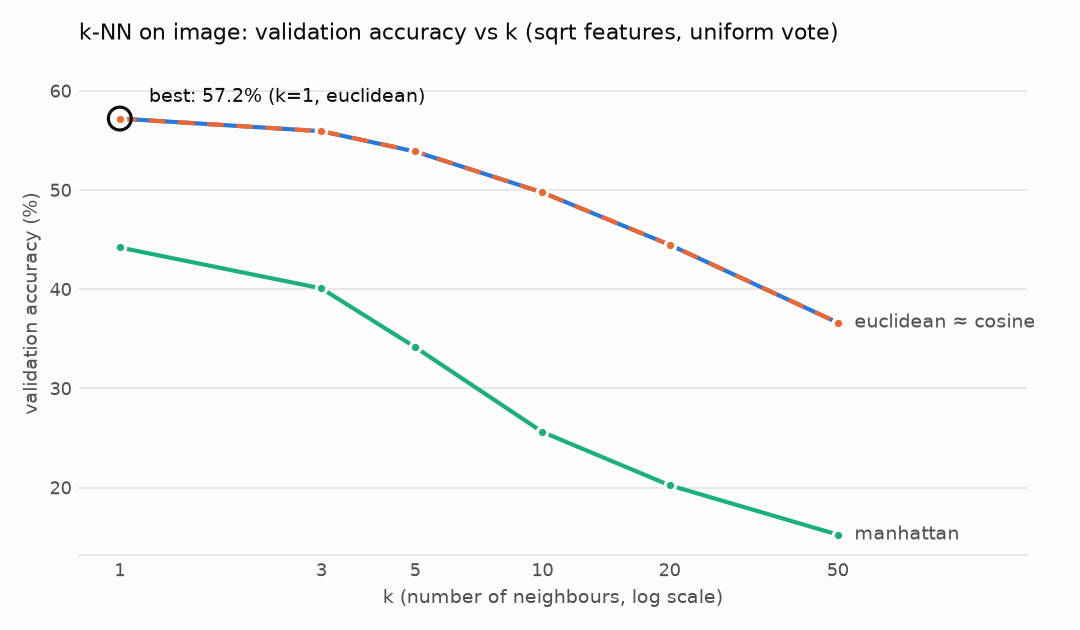 k-NN on image: validation accuracy vs k (sqrt features, uniform vote)
best: 57.2% (k=1, euclidean)
validation accuracy (%)
60
50
40
30
20
euclidean ≈ cosine
manhattan
1 3 5 10 20 50
k (number of neighbours, log scale)